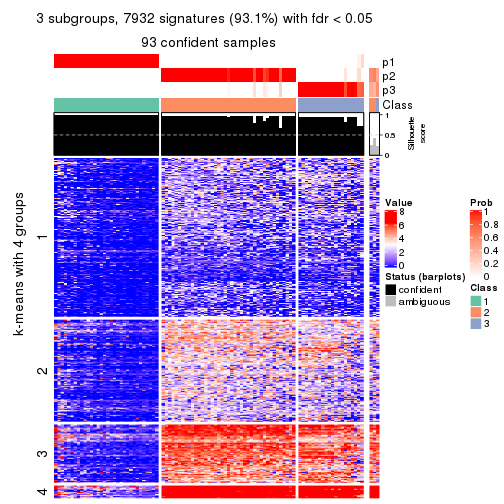 3 subgroups, 7932 signatures (93.1%) with fdr < 0.05
93 confident samples
p1
p2
p3
Class
1
0.5
0
Silhouette
score
k-means with 4 groups
1
2
3
4
Value
8
6
4
2
0
Status (barplots)
confident
ambiguous
Prob
1
0.8
0.6
0.4
0.2
0
Class
1
2
3